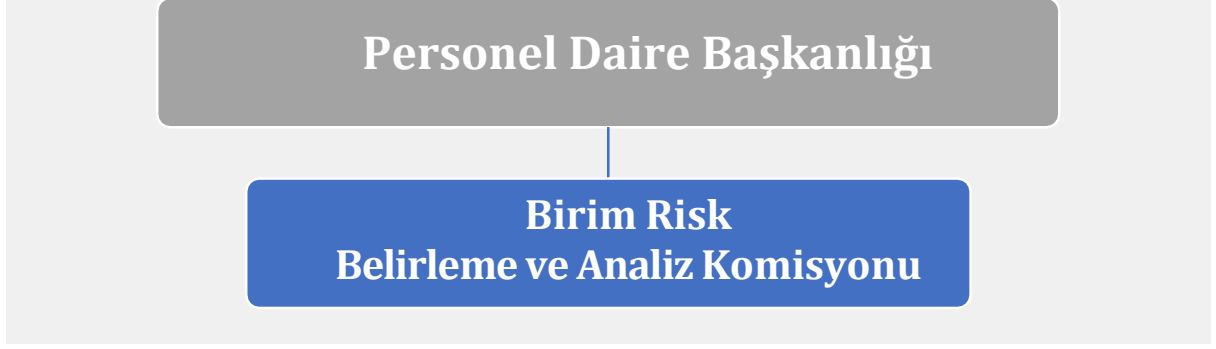 Personel Daire Başkanlığı
Birim Risk
Belirleme ve Analiz Komisyonu